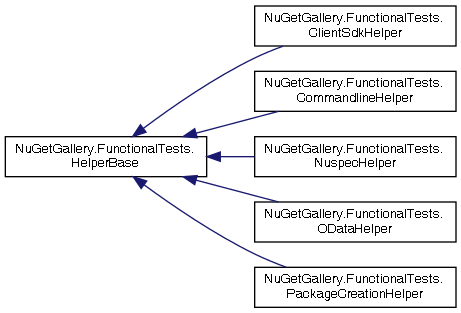 NuGetGallery.FunctionalTests.
ClientSdkHelper
NuGetGallery.FunctionalTests.
CommandlineHelper
NuGetGallery.FunctionalTests.
HelperBase
NuGetGallery.FunctionalTests.
NuspecHelper
NuGetGallery.FunctionalTests.
ODataHelper
NuGetGallery.FunctionalTests.
PackageCreationHelper